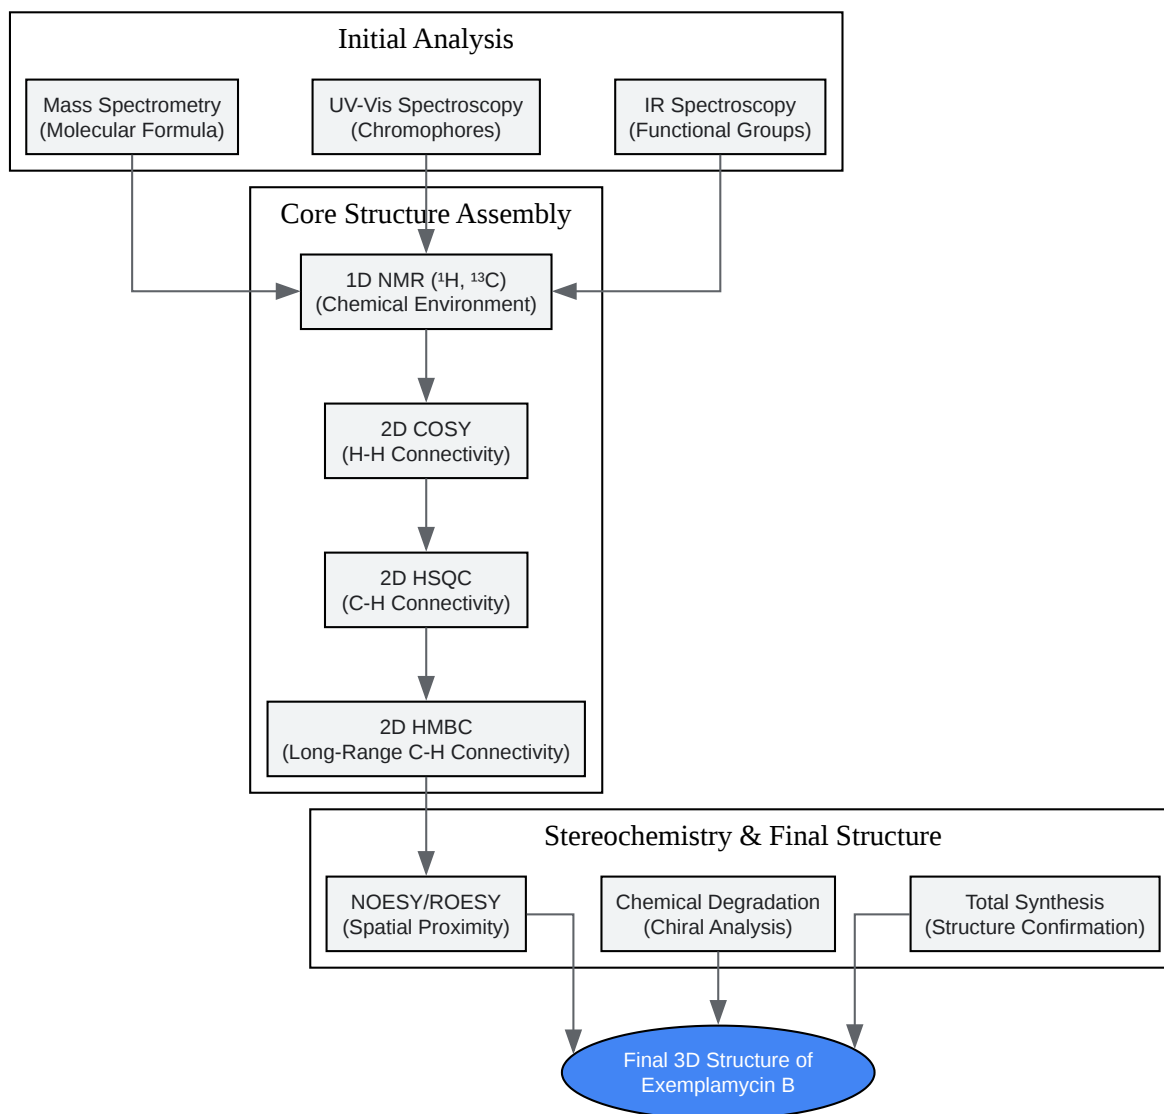 Initial Analysis
Mass Spectrometry
(Molecular Formula)
UV-Vis Spectroscopy
(Chromophores)
IR Spectroscopy
(Functional Groups)
Core Structure Assembly
1D NMR (¹H, ¹³C)
(Chemical Environment)
2D COSY
(H-H Connectivity)
2D HSQC
(C-H Connectivity)
2D HMBC
(Long-Range C-H Connectivity)
Stereochemistry & Final Structure
NOESY/ROESY
(Spatial Proximity)
Chemical Degradation
(Chiral Analysis)
Total Synthesis
(Structure Confirmation)
Final 3D Structure of
Exemplamycin B